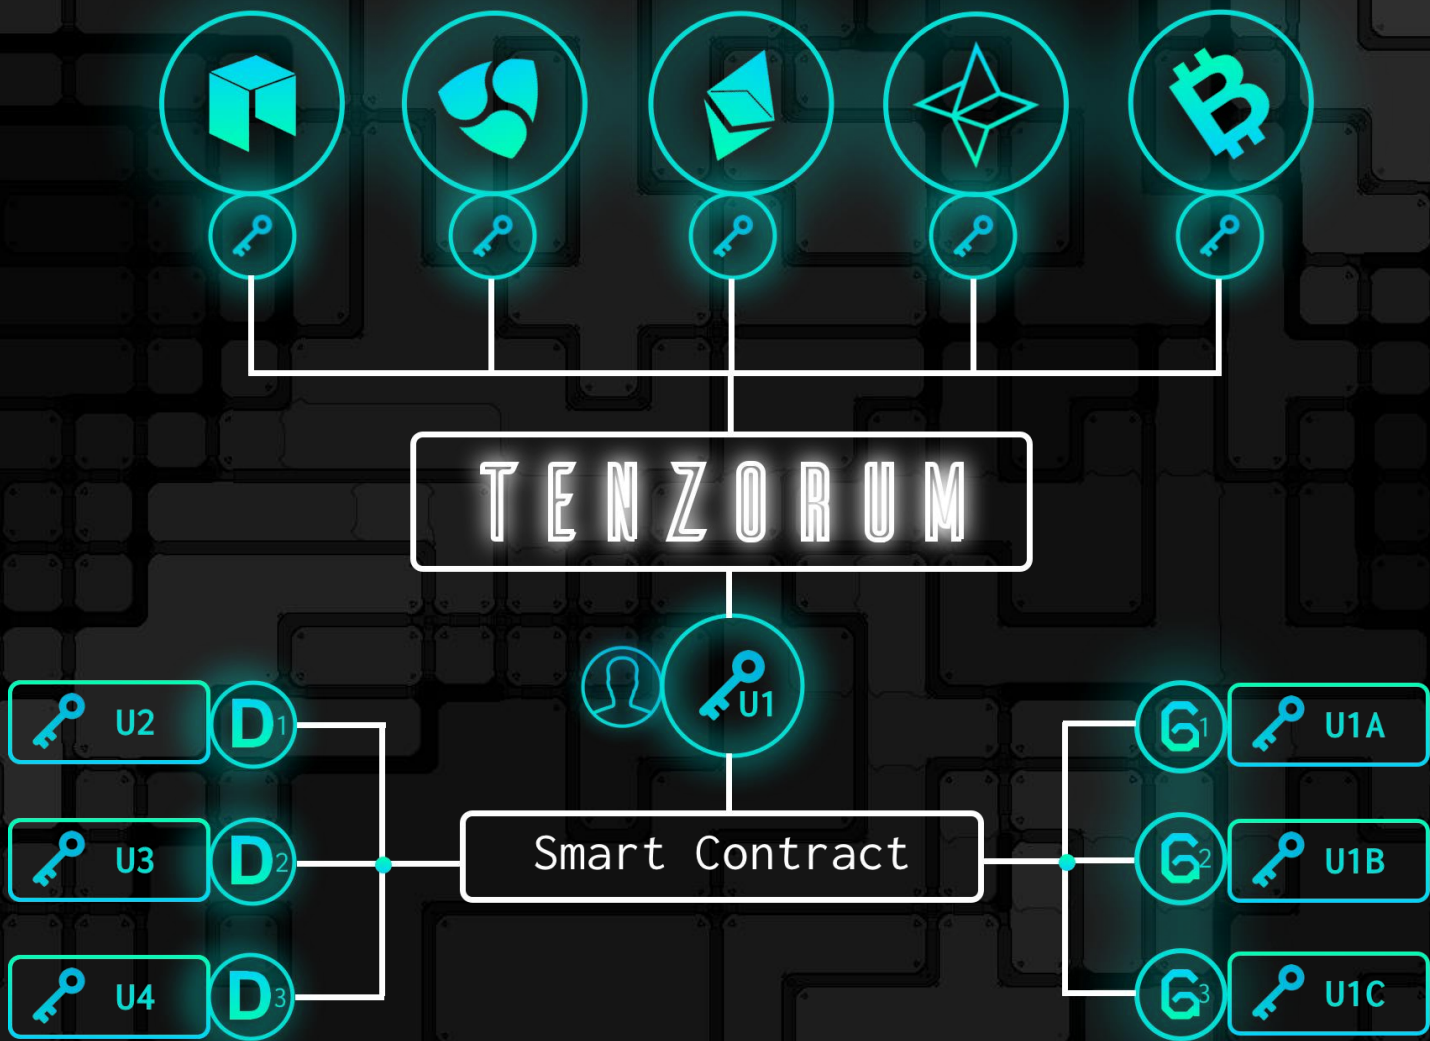 TENZORUM
U1
U2 D1
G1 U1A
Smart Contract
U3 D2
G2 U1B
U4 D3
G3 U1C